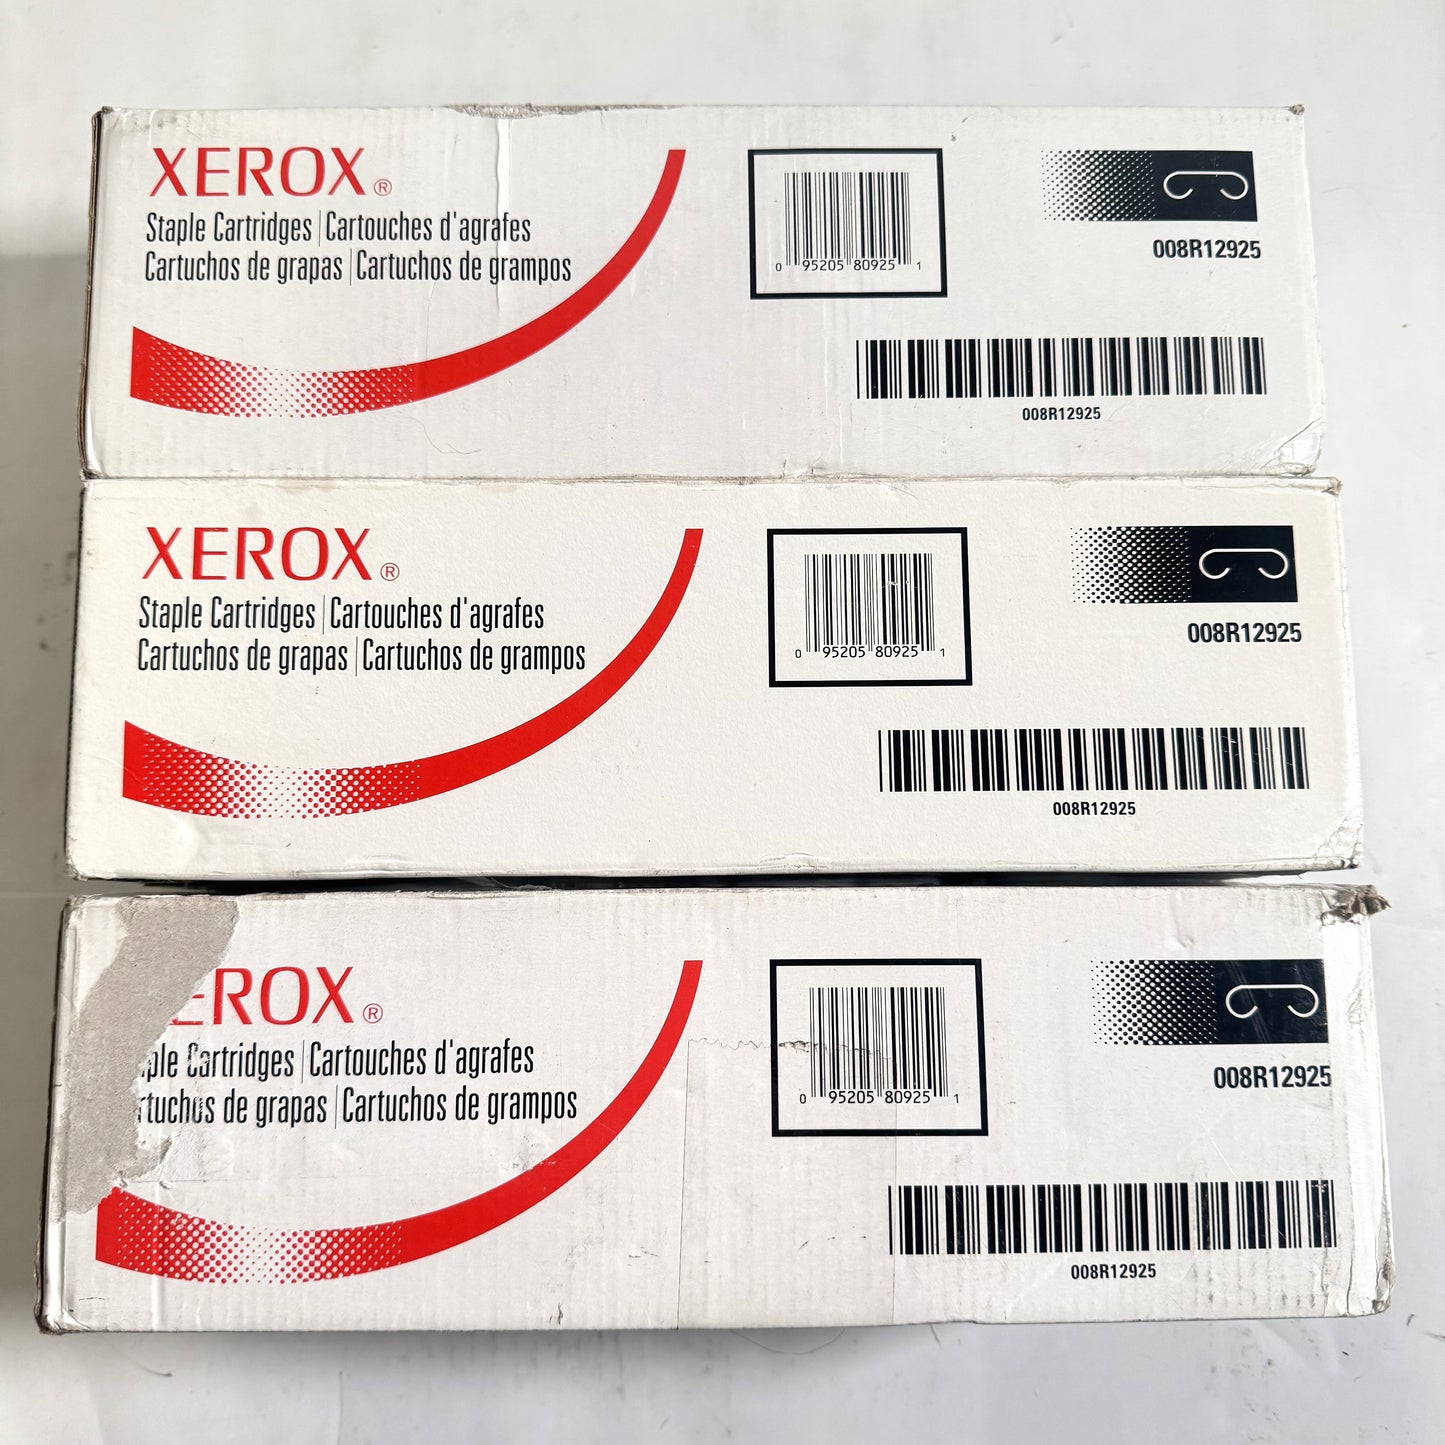 XEROX®
Staple Cartridges | Cartouches d'agrafes
Cartuchos de grapas | Cartuchos de grampos
0 95205 80925 1
008R12925
008R12925
XEROX®
Staple Cartridges | Cartouches d'agrafes
Cartuchos de grapas | Cartuchos de grampos
0 95205 80925 1
008R12925
008R12925
EROX®
ple Cartridges | Cartouches d'agrafes
rtuchos de grapas | Cartuchos de grampos
0 95205 80925 1
008R12925
008R12925